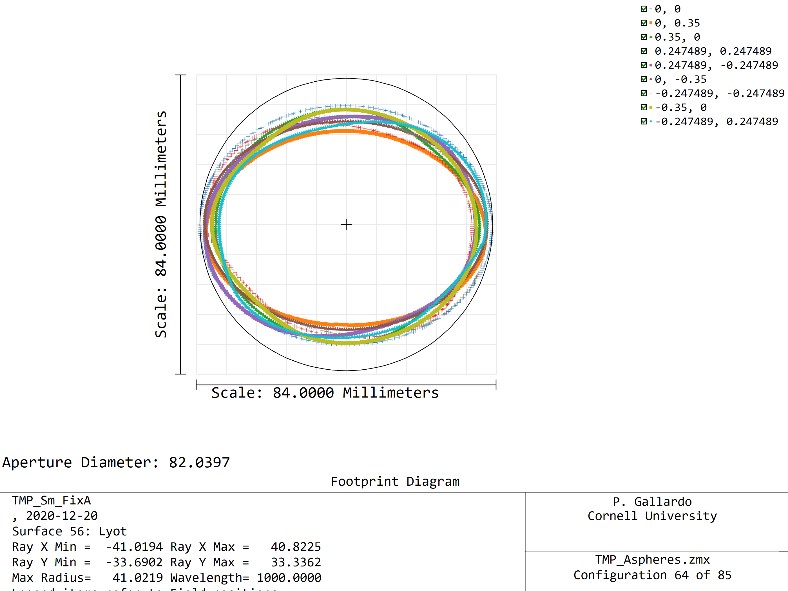 0, 0
0, 0.35
0.35, 0
0.247489, 0.247489
0.247489, -0.247489
0, -0.35
-0.247489, -0.247489
-0.35, 0
-0.247489, 0.247489
Scale: 84.0000 Millimeters
Scale: 84.0000 Millimeters
Aperture Diameter: 82.0397
Footprint Diagram
TMP_Sm_FixA
, 2020-12-20
Surface 56: Lyot
Ray X Min = -41.0194 Ray X Max = 40.8225
Ray Y Min = -33.6902 Ray Y Max = 33.3362
Max Radius= 41.0219 Wavelength= 1000.0000
P. Gallardo
Cornell University
TMP_Aspheres.zmx
Configuration 64 of 85